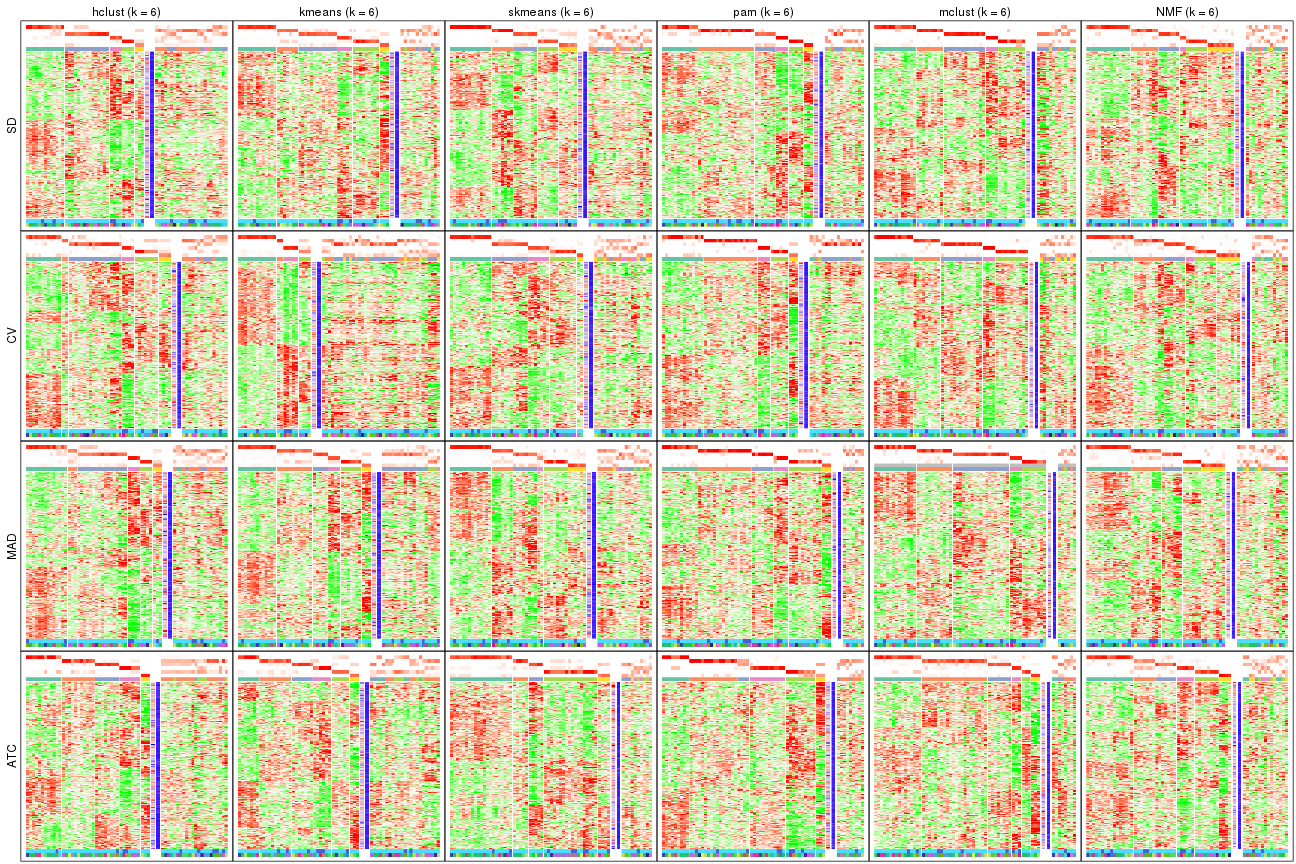 hclust (k = 6) kmeans (k = 6) skmeans (k = 6) pam (k = 6) mclust (k = 6) NMF (k = 6)
SD
CV
MAD
ATC